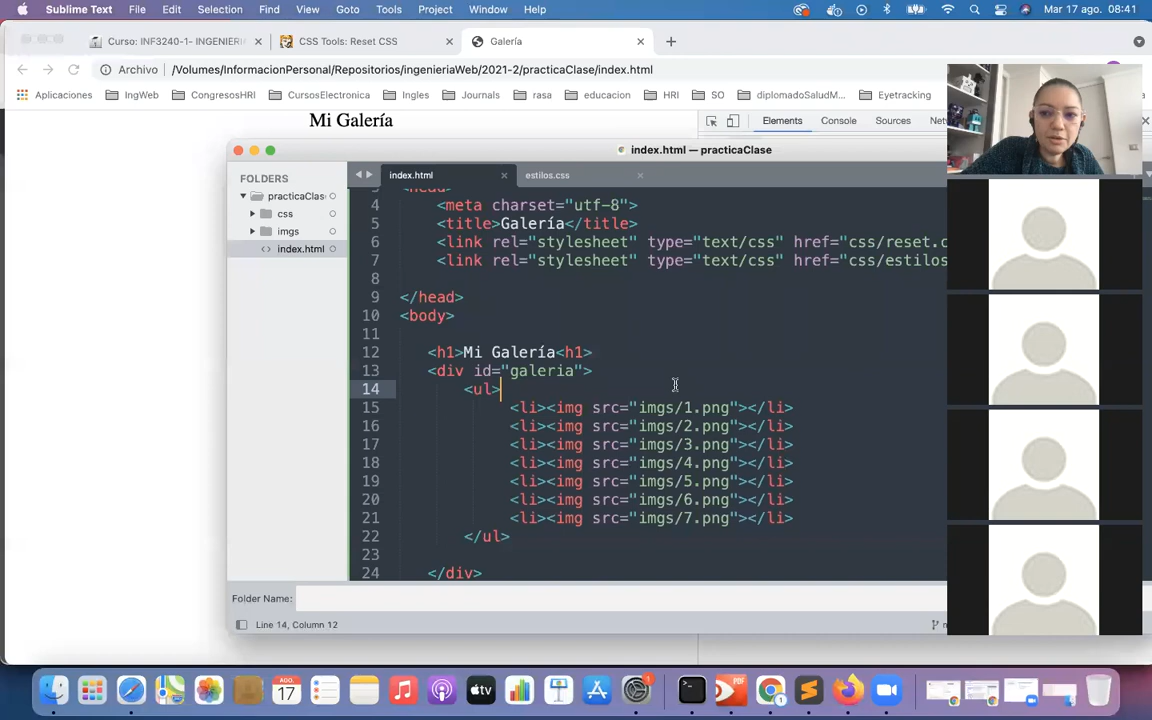 Sublime Text File Edit Selection Find View Goto Tools Project Window Help Mar 17 ago. 08:41
Curso: INF3240-1- INGENIERI
CSS Tools: Reset CSS
Galería
Archivo /Volumes/InformacionPersonal/Repositorios/ingenieriaWeb/2021-2/practicaClase/index.html
Aplicaciones IngWeb CongresosHRI CursosElectronica Ingles Journals rasa educacion HRI SO diplomadoSaludM... Eyetracking
Mi Galería
Elements Console Sources
index.html — practicaClase
FOLDERS
practicaClas
css
imgs
index.html
index.html estilos.css
4 <meta charset="utf-8">
5 <title>Galería</title>
6 <link rel="stylesheet" type="text/css" href="css/reset.c
7 <link rel="stylesheet" type="text/css" href="css/estilos
8
9 </head>
10 <body>
11
12 <h1>Mi Galería<h1>
13 <div id="galeria">
14 <ul>
15 <li><img src="imgs/1.png"></li>
16 <li><img src="imgs/2.png"></li>
17 <li><img src="imgs/3.png"></li>
18 <li><img src="imgs/4.png"></li>
19 <li><img src="imgs/5.png"></li>
20 <li><img src="imgs/6.png"></li>
21 <li><img src="imgs/7.png"></li>
22 </ul>
23
24 </div>
Folder Name:
Line 14, Column 12
AGO.
17
tv
1